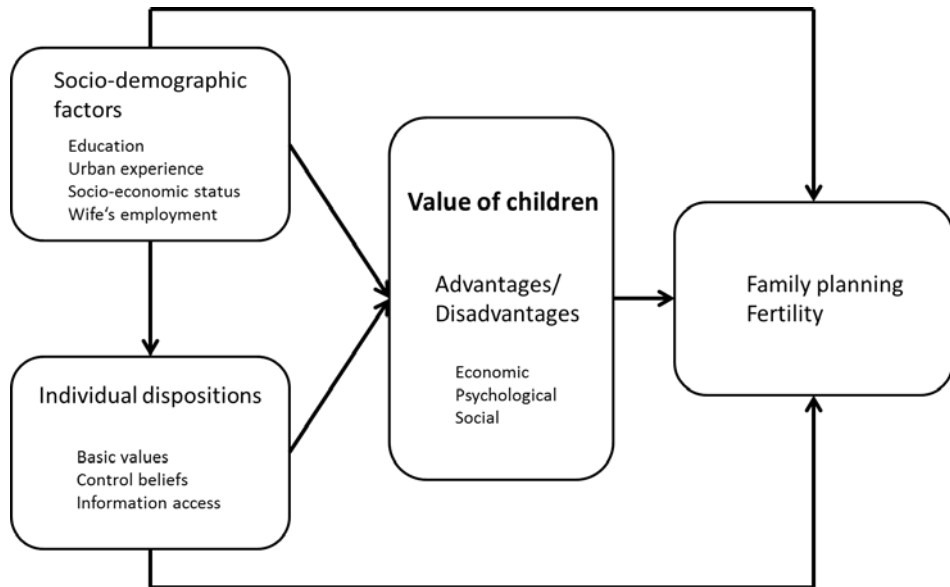 Socio-demographic
factors
Education
Urban experience
Socio-economic status
Wife‘s employment
Individual dispositions
Basic values
Control beliefs
Information access
Value of children
Advantages/
Disadvantages
Economic
Psychological
Social
Family planning
Fertility